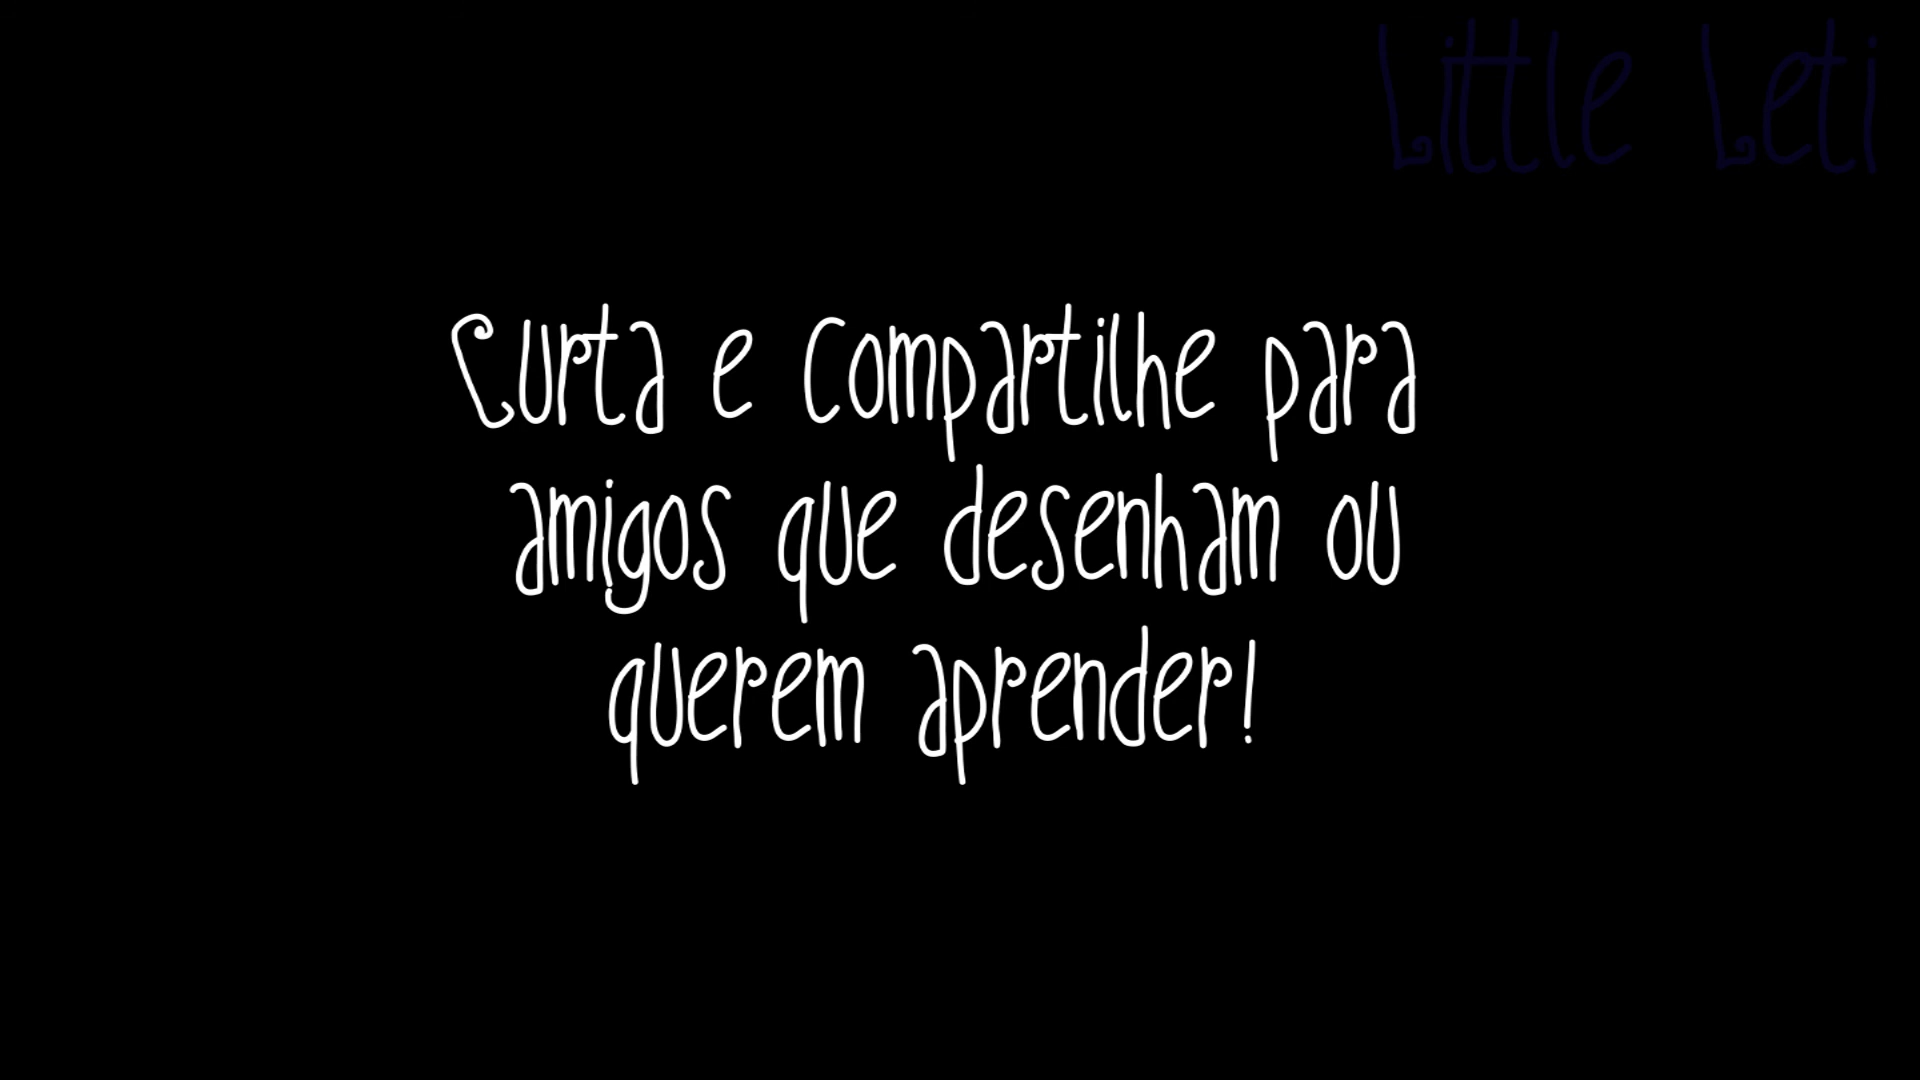 Little Leti
Curta e Compartilhe para
amigos que desenham ou
querem aprender!